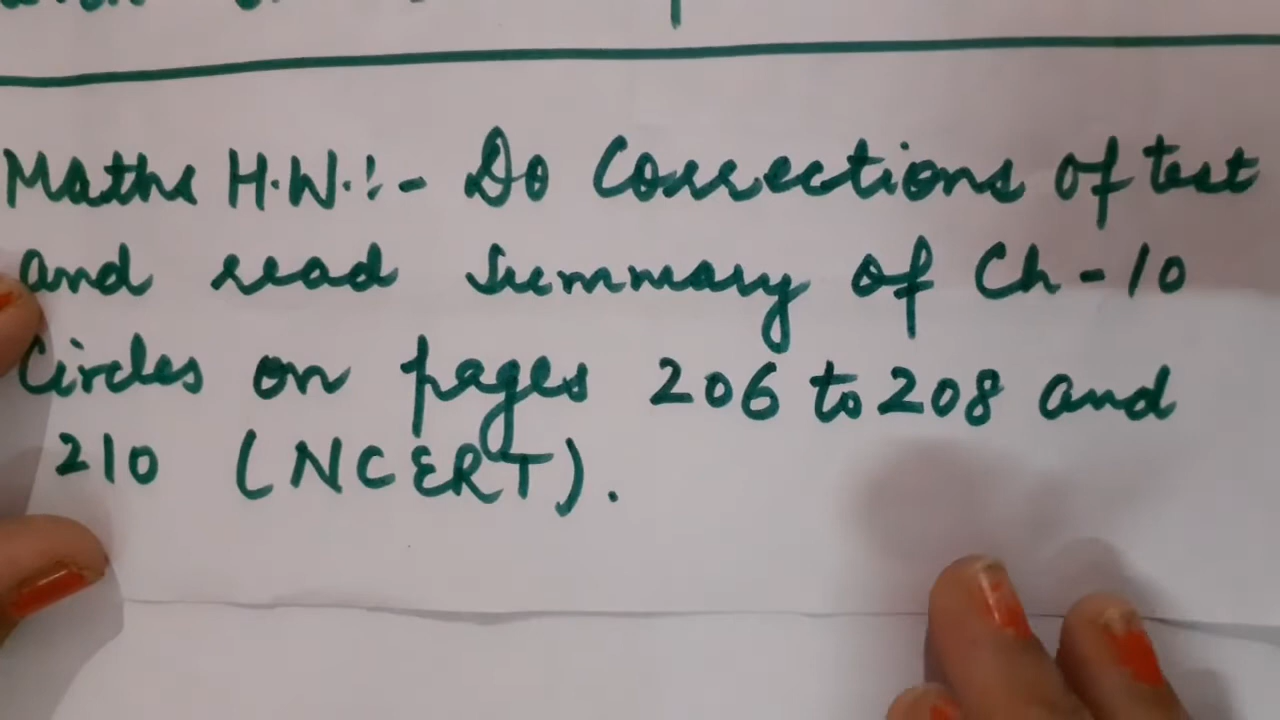 Maths H.W.:- Do Corrections of test
and read Summary of Ch-10
Circles on pages 206 to 208 and
210 (NCERT).